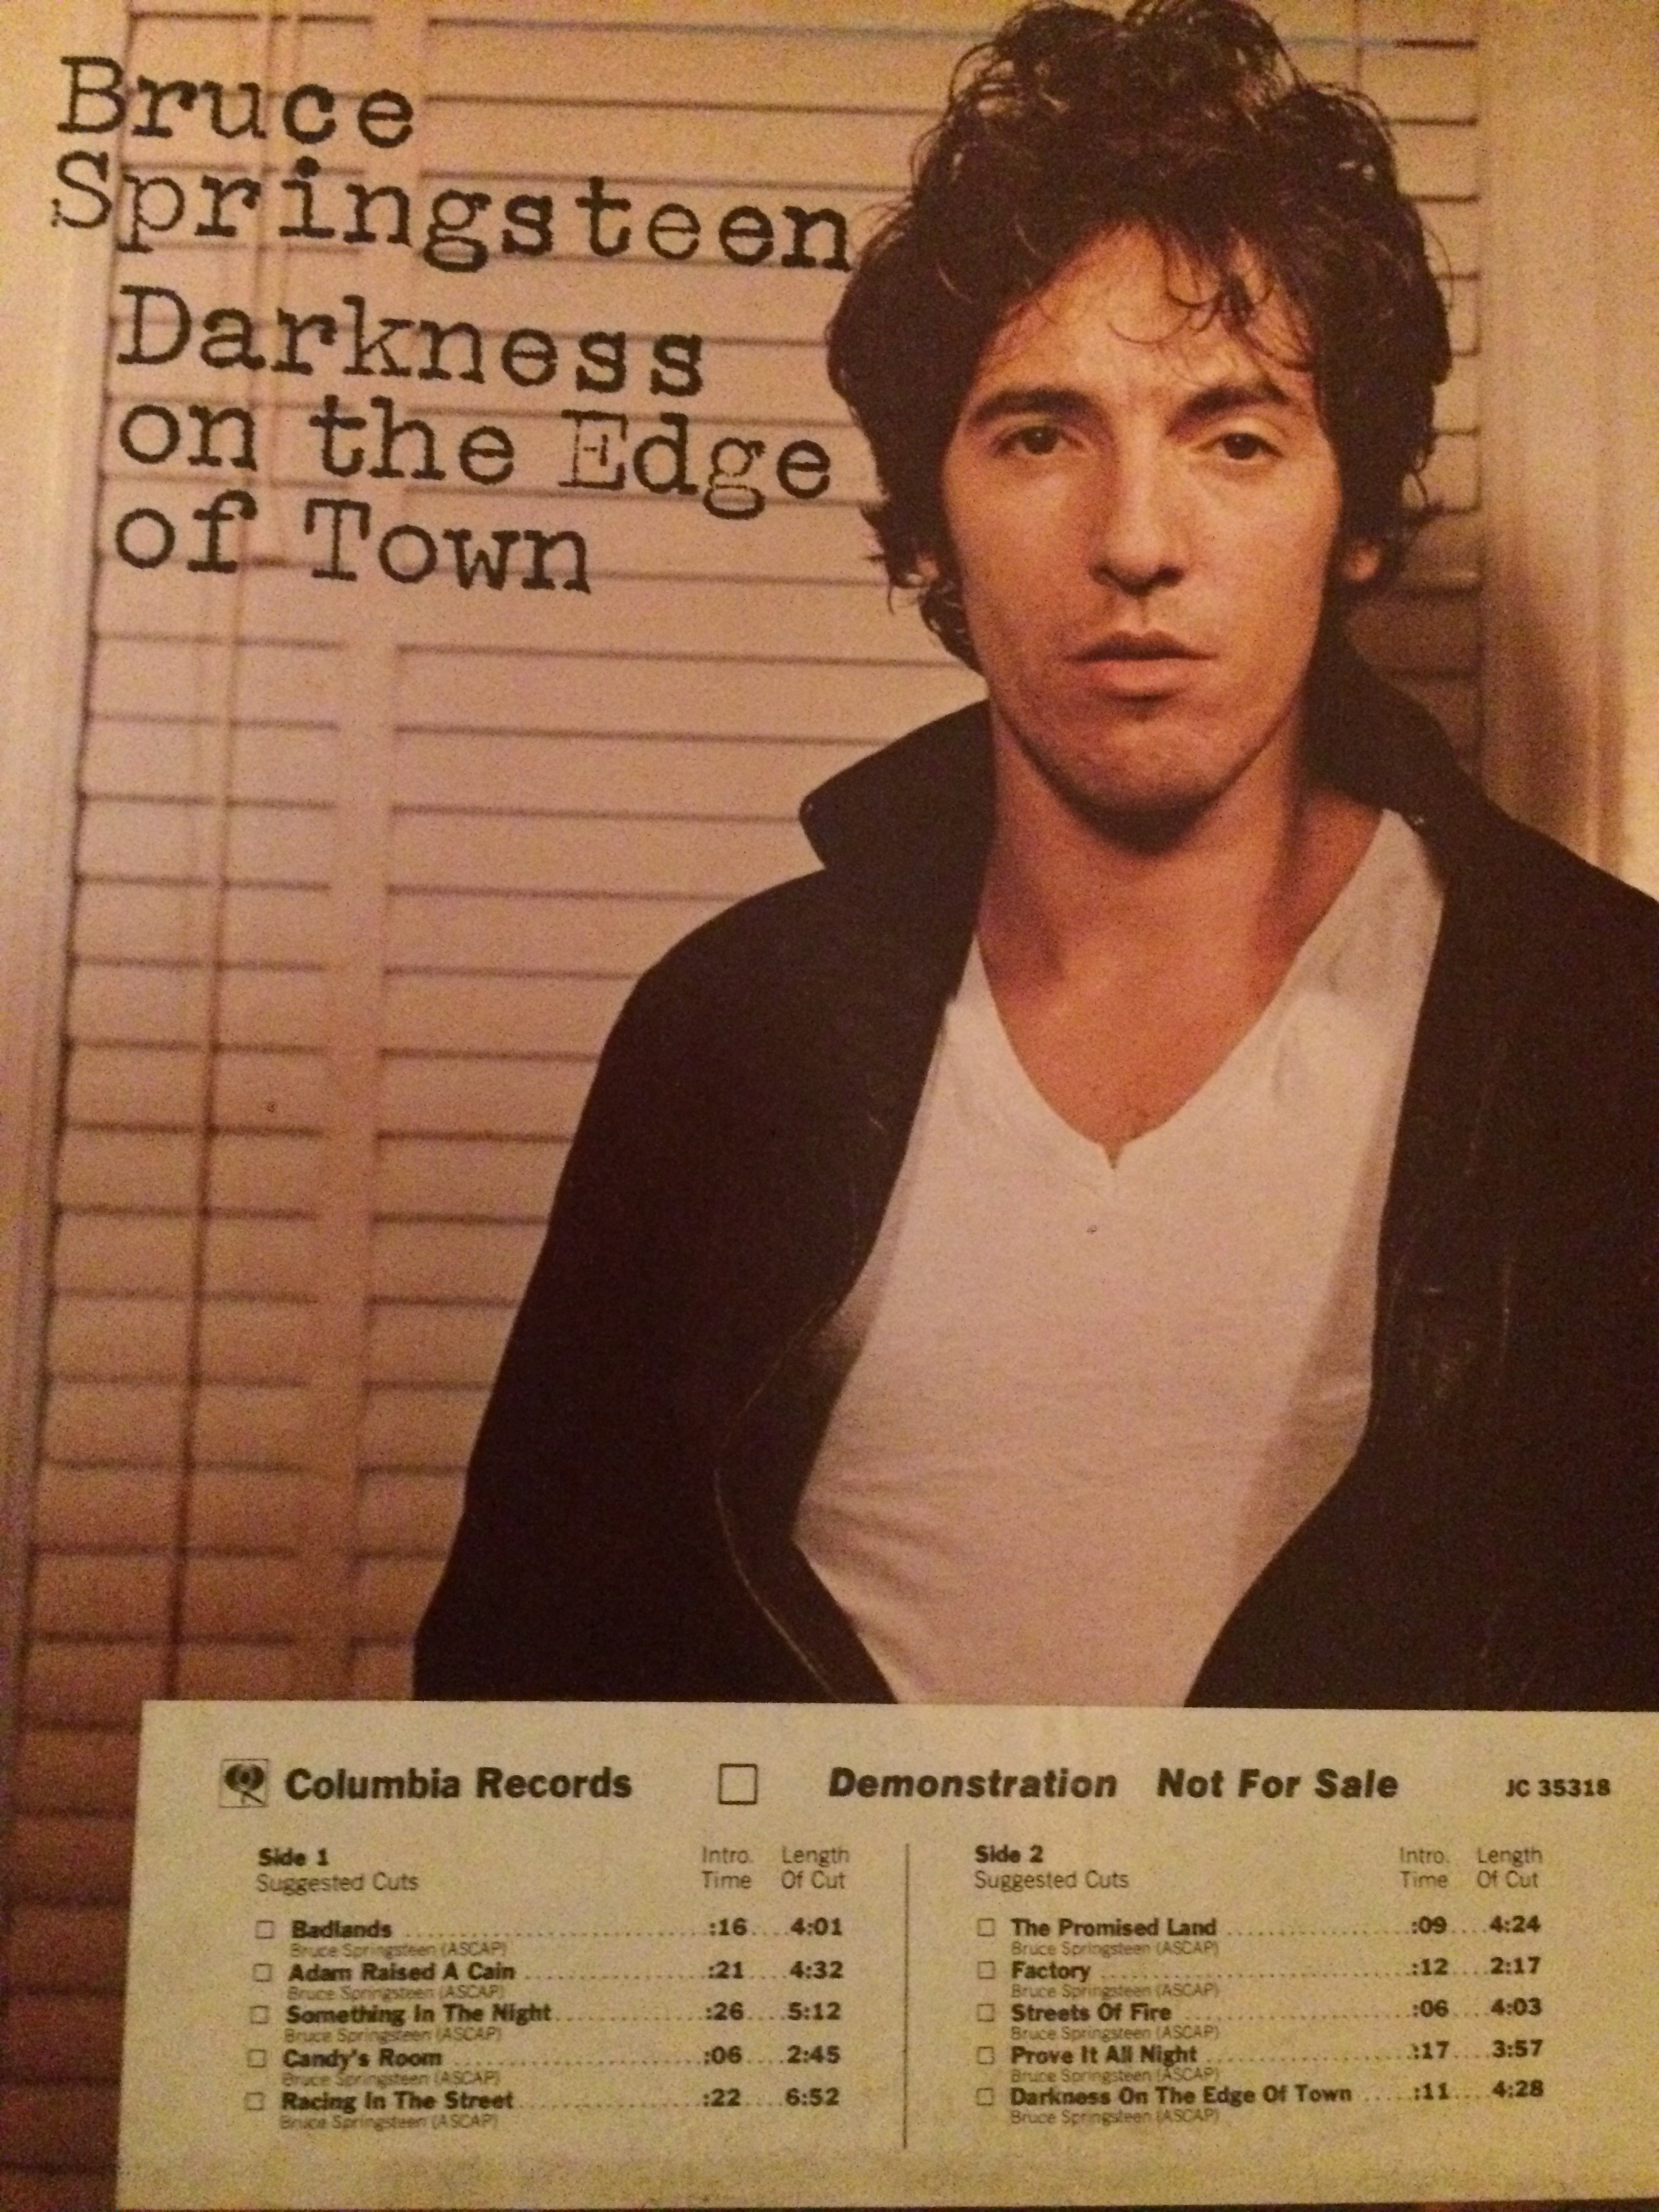 Bruce
Springsteen
Darkness
on the Edge
of Town
Columbia Records Demonstration Not For Sale JC 35318
Side 1 Intro. Length
Suggested Cuts Time Of Cut
Badlands :16 4:01
Bruce Springsteen (ASCAP)
Adam Raised A Cain :21 4:32
Bruce Springsteen (ASCAP)
Something In The Night :26 5:12
Bruce Springsteen (ASCAP)
Candy's Room :06 2:45
Bruce Springsteen (ASCAP)
Racing In The Street :22 6:52
Bruce Springsteen (ASCAP)
Side 2 Intro. Length
Suggested Cuts Time Of Cut
The Promised Land :09 4:24
Bruce Springsteen (ASCAP)
Factory :12 2:17
Bruce Springsteen (ASCAP)
Streets Of Fire :06 4:03
Bruce Springsteen (ASCAP)
Prove It All Night :17 3:57
Bruce Springsteen (ASCAP)
Darkness On The Edge Of Town :11 4:28
Bruce Springsteen (ASCAP)